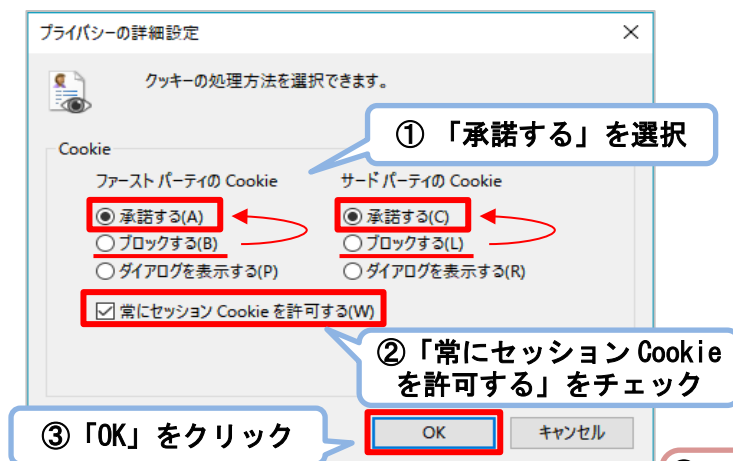 プライバシーの詳細設定
クッキーの処理方法を選択できます。
① 「承諾する」を選択
Cookie
ファースト パーティの Cookie
サード パーティの Cookie
承諾する(A)
承諾する(C)
ブロックする(B)
ブロックする(L)
ダイアログを表示する(P)
ダイアログを表示する(R)
常にセッション Cookie を許可する(W)
②「常にセッション Cookie
を許可する」をチェック
③「OK」をクリック
OK
キャンセル